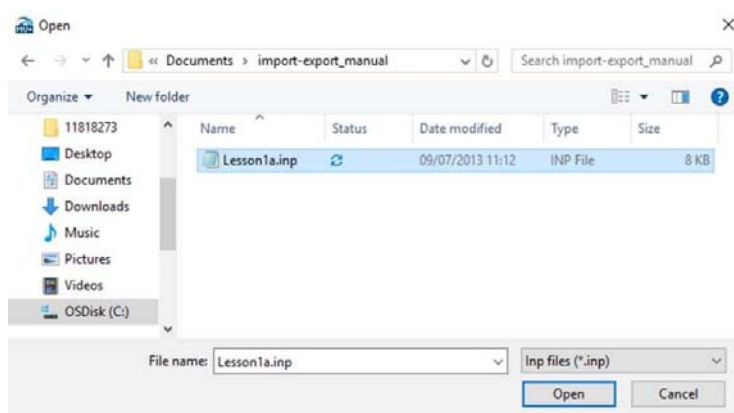 MU+ Open
« Documents › import-export_manual Search import-export_manual
Organize New folder
11818273
Desktop
Documents
Downloads
Music
Pictures
Videos
OSDisk (C:)
Name Status Date modified Type Size
Lesson1a.inp 09/07/2013 11:12 INP File 8 KB
File name: Lesson1a.inp Inp files (*.inp)
Open Cancel